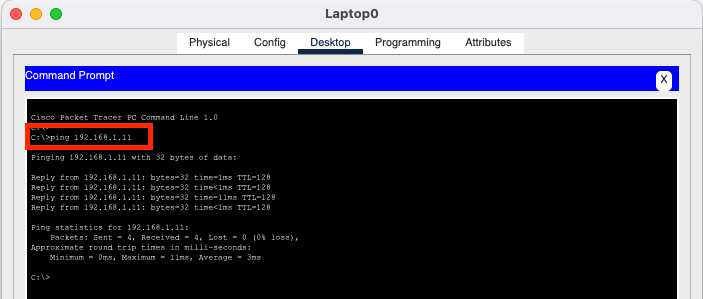 Laptop0
Physical Config Desktop Programming Attributes
Command Prompt
X
Cisco Packet Tracer PC Command Line 1.0
C:\>
C:\>ping 192.168.1.11
Pinging 192.168.1.11 with 32 bytes of data:
Reply from 192.168.1.11: bytes=32 time=1ms TTL=128
Reply from 192.168.1.11: bytes=32 time<1ms TTL=128
Reply from 192.168.1.11: bytes=32 time=11ms TTL=128
Reply from 192.168.1.11: bytes=32 time<1ms TTL=128
Ping statistics for 192.168.1.11:
Packets: Sent = 4, Received = 4, Lost = 0 (0% loss),
Approximate round trip times in milli-seconds:
Minimum = 0ms, Maximum = 11ms, Average = 3ms
C:\>